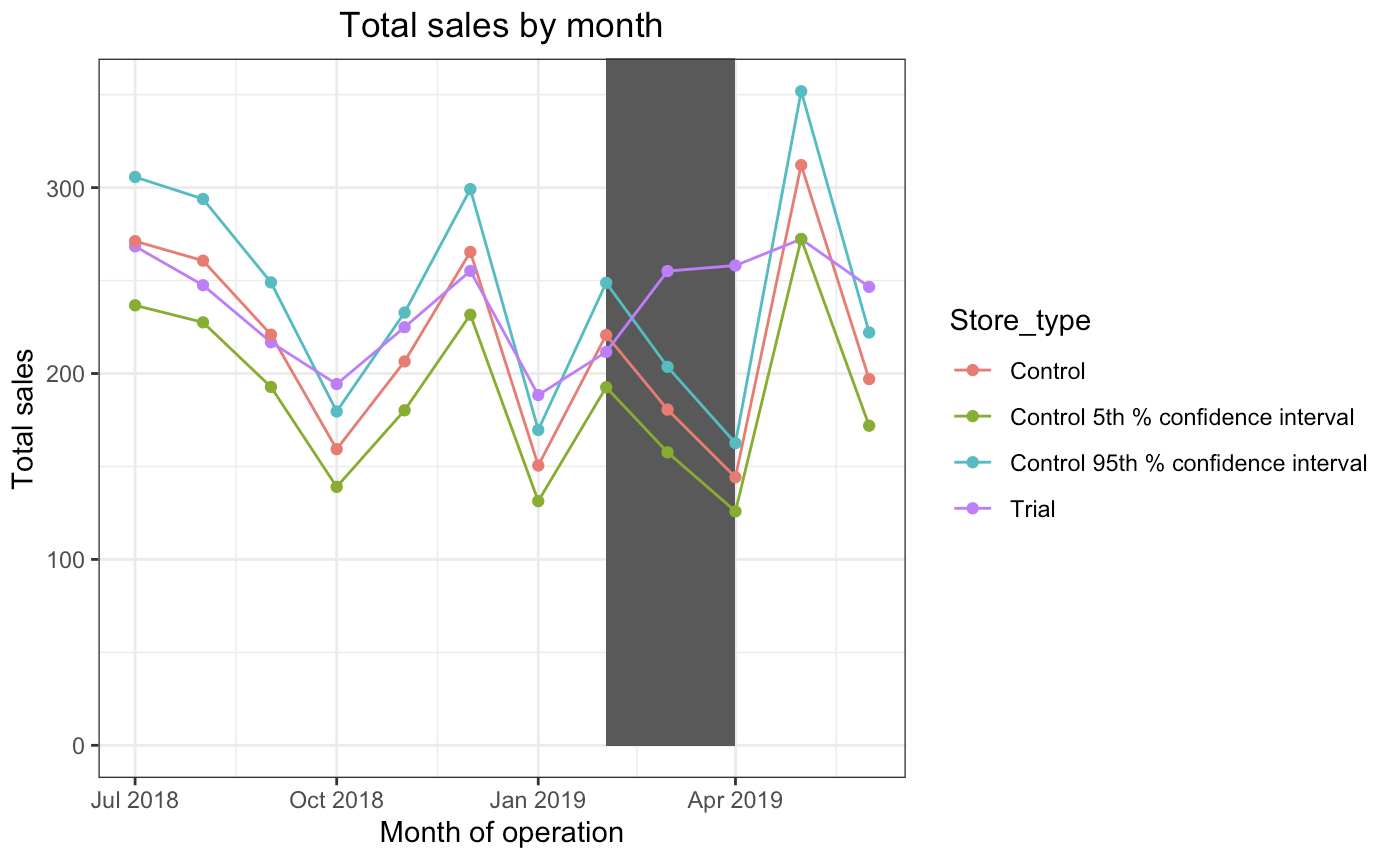 Total sales by month
Total sales
300
200
100
0
Jul 2018
Oct 2018
Jan 2019
Apr 2019
Month of operation
Store_type
Control
Control 5th % confidence interval
Control 95th % confidence interval
Trial